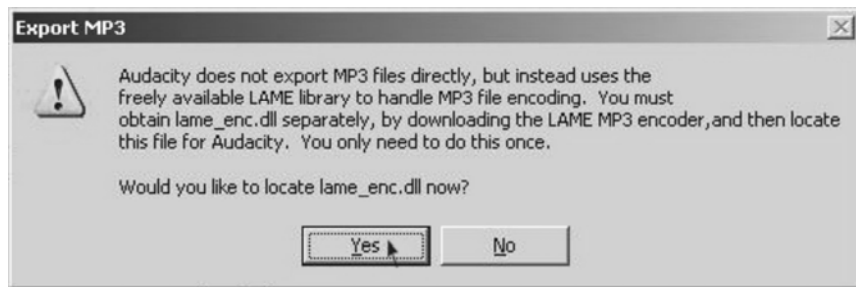 Export MP3
Audacity does not export MP3 files directly, but instead uses the
freely available LAME library to handle MP3 file encoding. You must
obtain lame_enc.dll separately, by downloading the LAME MP3 encoder,and then locate
this file for Audacity. You only need to do this once.
Would you like to locate lame_enc.dll now?
Yes No